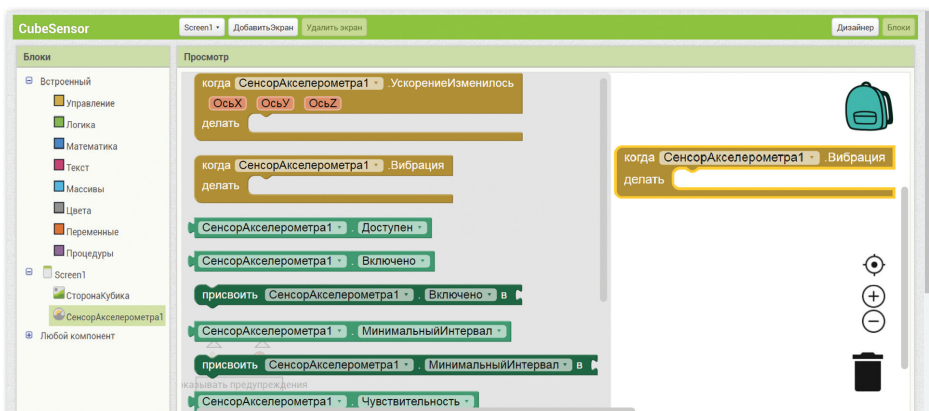 CubeSensor
Screen1
ДобавитьЭкран
Удалить экран
Дизайнер
Блоки
Блоки
Просмотр
Встроенный
Управление
Логика
Математика
Текст
Массивы
Цвета
Переменные
Процедуры
Screen1
СторонаКубика
СенсорАкселерометра1
Любой компонент
когда СенсорАкселерометра1 .УскорениеИзменилось
ОсьX ОсьY ОсьZ
делать
когда СенсорАкселерометра1 .Вибрация
делать
СенсорАкселерометра1 . Доступен
СенсорАкселерометра1 . Включено
присвоить СенсорАкселерометра1 . Включено в
СенсорАкселерометра1 . МинимальныйИнтервал
присвоить СенсорАкселерометра1 . МинимальныйИнтервал в
казывать предупреждения
СенсорАкселерометра1 . Чувствительность
когда СенсорАкселерометра1 .Вибрация
делать